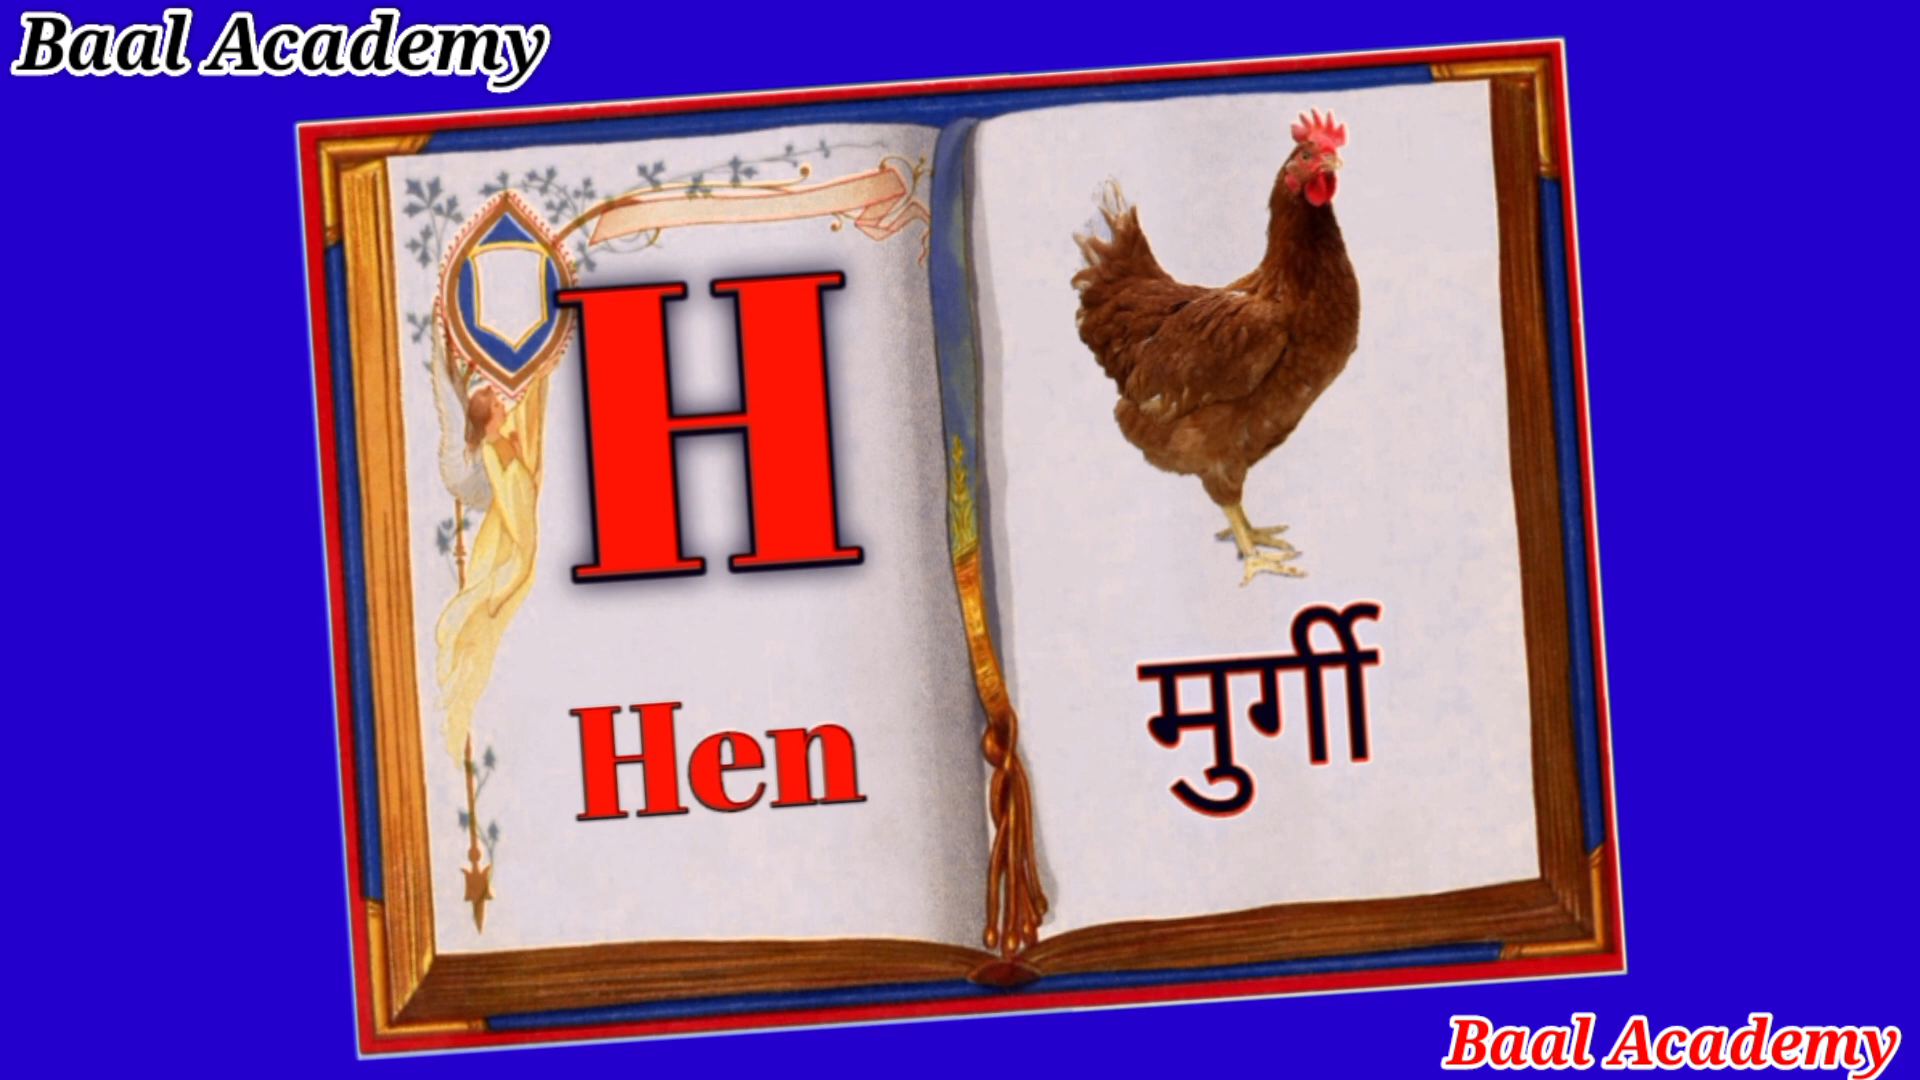 Baal Academy
H
Hen
मुर्गी
Baal Academy